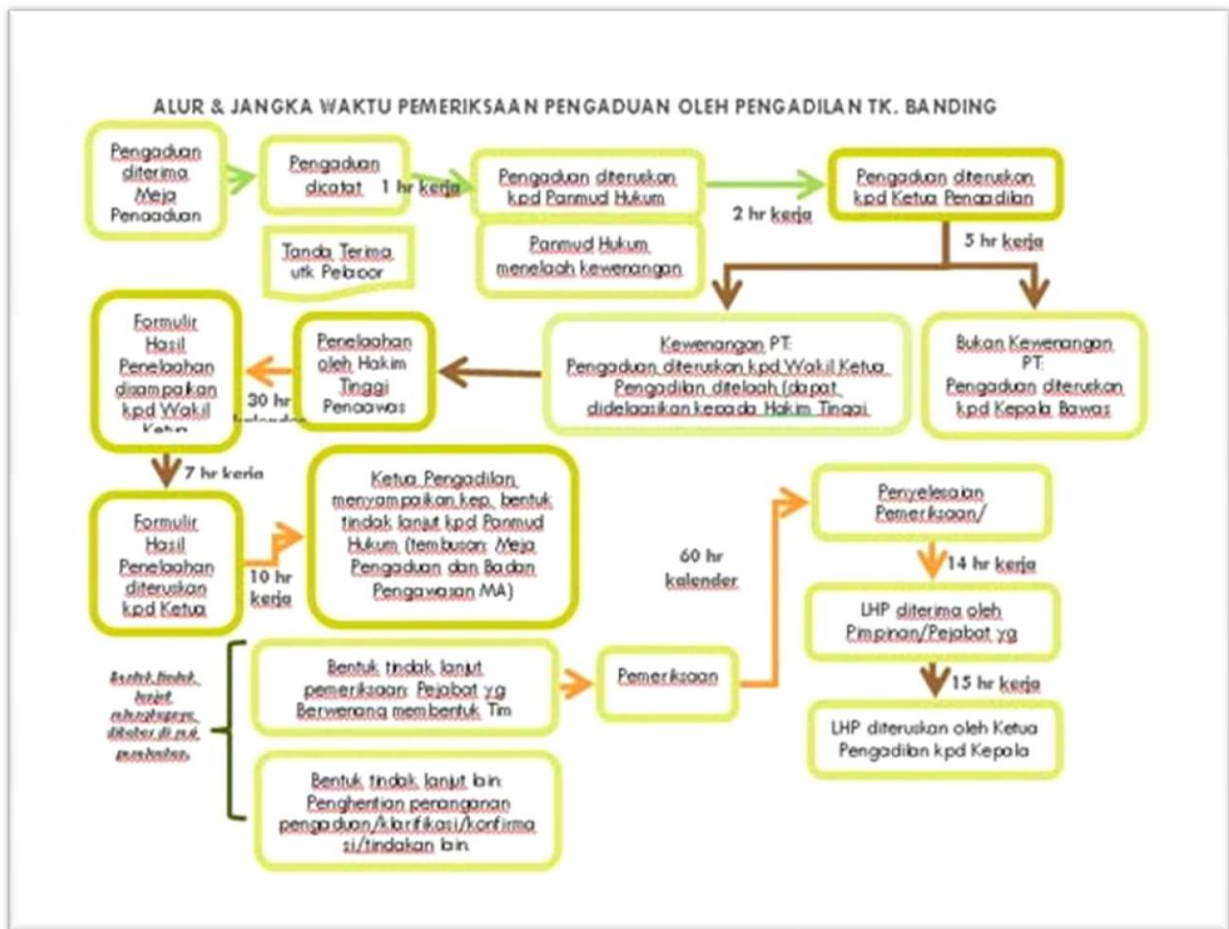 ALUR & JANGKA WAKTU PEMERIKSAAN PENGADUAN OLEH PENGADILAN TK. BANDING
Pengaduan
diterima
Meja
Pengaduan
Pengaduan
dicatat
1 hr kerja
Pengaduan diteruskan
kpd Panmud Hukum
2 hr kerja
Pengaduan diteruskan
kpd Ketua Pengadilan
Tanda Terima
utk Pelapor
Panmud Hukum
menelaah kewenangan
5 hr kerja
Formulir
Hasil
Penelaahan
disampaikan
kpd Wakil
Ketua
30 hr
kalender
Penelaahan
oleh Hakim
Tinggi
Pengawas
Kewenangan PT:
Pengaduan diteruskan kpd Wakil Ketua
Pengadilan ditelaah (dapat
didelegasikan kepada Hakim Tinggi
Bukan Kewenangan
PT:
Pengaduan diteruskan
kpd Kepala Bawas
7 hr kerja
Formulir
Hasil
Penelaahan
diteruskan
kpd Ketua
10 hr
kerja
Ketua Pengadilan
menyampaikan kep. bentuk
tindak lanjut kpd Panmud
Hukum (tembusan: Meja
Pengaduan dan Badan
Pengawasan MA)
60 hr
kalender
Penyelesaian
Pemeriksaan/
14 hr kerja
LHP diterima oleh
Pimpinan/Pejabat yg
15 hr kerja
LHP diteruskan oleh Ketua
Pengadilan kpd Kepala
Bentuk tindak
lanjut
Bentuk tindak lanjut
pemeriksaan: Pejabat yg
Berwenang membentuk Tim
Pemeriksaan
Bentuk tindak lanjut lain:
Penghentian penanganan
pengaduan/klarifikasi/konfirma
si/tindakan lain